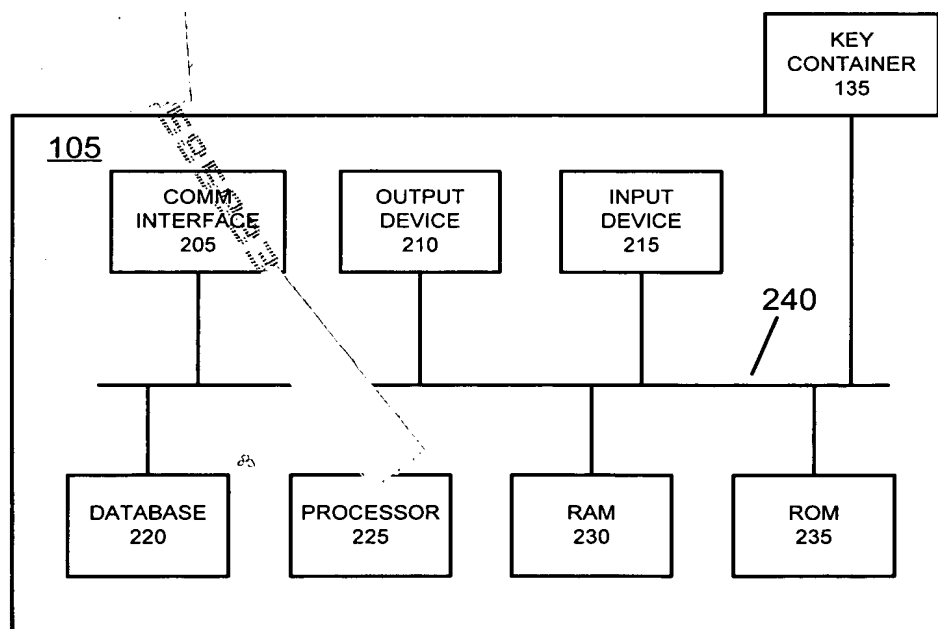 KEY
CONTAINER
135
105
COMM
INTERFACE
205
OUTPUT
DEVICE
210
INPUT
DEVICE
215
240
DATABASE
220
PROCESSOR
225
RAM
230
ROM
235